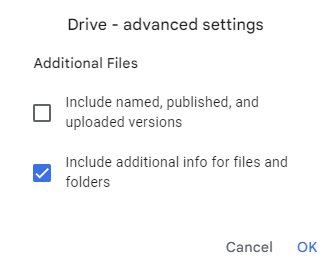 Drive - advanced settings
Additional Files
Include named, published, and
uploaded versions
Include additional info for files and
folders
Cancel OK